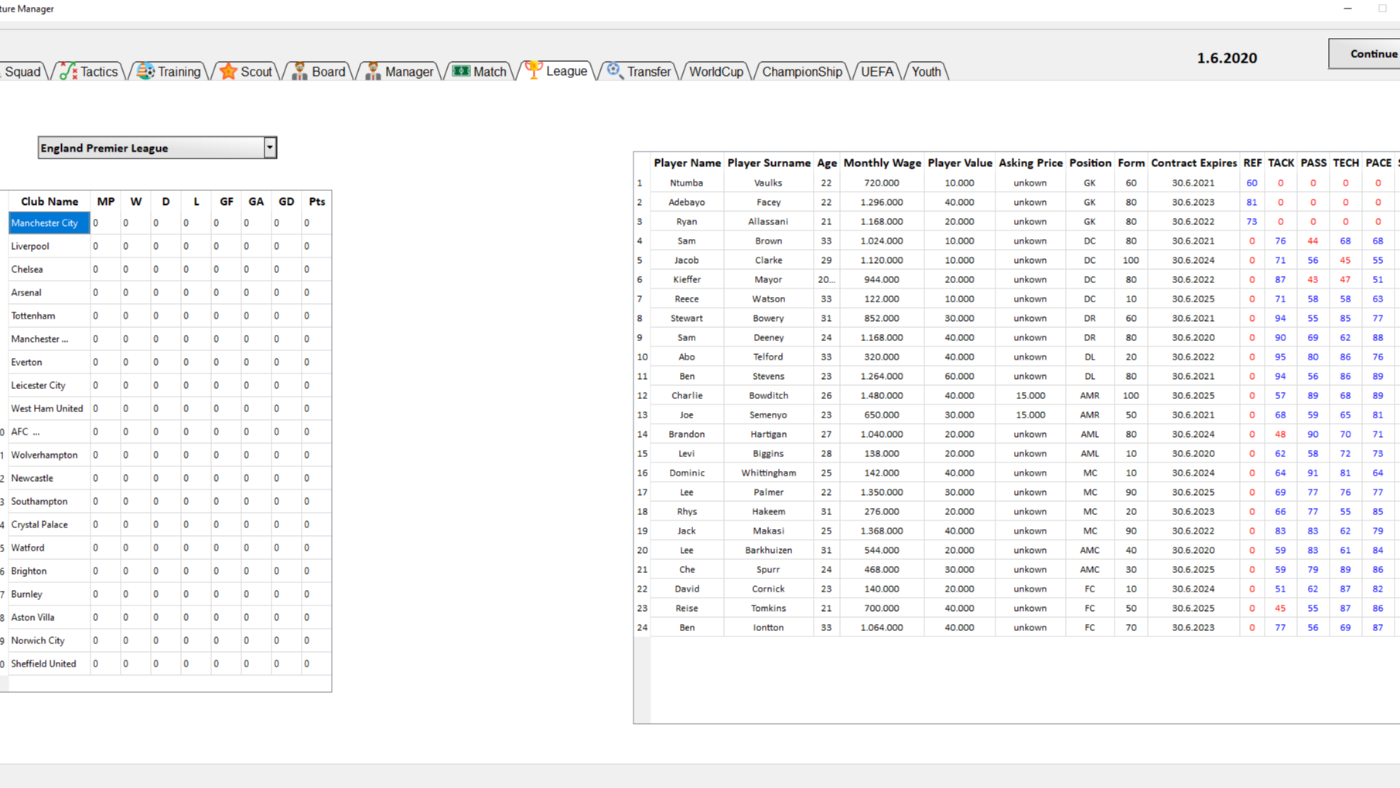 ture Manager
Squad Tactics Training Scout Board Manager Match League Transfer WorldCup ChampionShip UEFA Youth
1.6.2020
Continue
England Premier League
Club Name MP W D L GF GA GD Pts
Manchester City 0 0 0 0 0 0 0 0
Liverpool 0 0 0 0 0 0 0 0
Chelsea 0 0 0 0 0 0 0 0
Arsenal 0 0 0 0 0 0 0 0
Tottenham 0 0 0 0 0 0 0 0
Manchester ... 0 0 0 0 0 0 0 0
Everton 0 0 0 0 0 0 0 0
Leicester City 0 0 0 0 0 0 0 0
West Ham United 0 0 0 0 0 0 0 0
0 AFC ... 0 0 0 0 0 0 0 0
1 Wolverhampton 0 0 0 0 0 0 0 0
2 Newcastle 0 0 0 0 0 0 0 0
3 Southampton 0 0 0 0 0 0 0 0
4 Crystal Palace 0 0 0 0 0 0 0 0
5 Watford 0 0 0 0 0 0 0 0
6 Brighton 0 0 0 0 0 0 0 0
7 Burnley 0 0 0 0 0 0 0 0
8 Aston Villa 0 0 0 0 0 0 0 0
9 Norwich City 0 0 0 0 0 0 0 0
0 Sheffield United 0 0 0 0 0 0 0 0
Player Name Player Surname Age Monthly Wage Player Value Asking Price Position Form Contract Expires REF TACK PASS TECH PACE
1 Ntumba Vaulks 22 720.000 10.000 unkown GK 60 30.6.2021 60 0 0 0 0
2 Adebayo Facey 22 1.296.000 40.000 unkown GK 80 30.6.2023 81 0 0 0 0
3 Ryan Allassani 21 1.168.000 20.000 unkown GK 80 30.6.2022 73 0 0 0 0
4 Sam Brown 33 1.024.000 10.000 unkown DC 80 30.6.2021 0 76 44 68 68
5 Jacob Clarke 29 1.120.000 10.000 unkown DC 100 30.6.2024 0 71 56 45 55
6 Kieffer Mayor 20... 944.000 20.000 unkown DC 80 30.6.2022 0 87 43 47 51
7 Reece Watson 33 122.000 10.000 unkown DC 10 30.6.2025 0 71 58 58 63
8 Stewart Bowery 31 852.000 30.000 unkown DR 60 30.6.2021 0 94 55 85 77
9 Sam Deeney 24 1.168.000 40.000 unkown DR 80 30.6.2020 0 90 69 62 88
10 Abo Telford 33 320.000 40.000 unkown DL 20 30.6.2022 0 95 80 86 76
11 Ben Stevens 23 1.264.000 60.000 unkown DL 80 30.6.2021 0 94 56 86 89
12 Charlie Bowditch 26 1.480.000 40.000 15.000 AMR 100 30.6.2025 0 57 89 68 89
13 Joe Semenyo 23 650.000 30.000 15.000 AMR 50 30.6.2021 0 68 59 65 81
14 Brandon Hartigan 27 1.040.000 20.000 unkown AML 80 30.6.2024 0 48 90 70 71
15 Levi Biggins 28 138.000 20.000 unkown AML 10 30.6.2020 0 62 58 72 73
16 Dominic Whittingham 25 142.000 40.000 unkown MC 10 30.6.2024 0 64 91 81 64
17 Lee Palmer 22 1.350.000 30.000 unkown MC 90 30.6.2025 0 69 77 76 77
18 Rhys Hakeem 31 276.000 20.000 unkown MC 20 30.6.2023 0 66 77 55 85
19 Jack Makasi 25 1.368.000 40.000 unkown MC 90 30.6.2022 0 83 83 62 79
20 Lee Barkhuizen 31 544.000 20.000 unkown AMC 40 30.6.2020 0 59 83 61 84
21 Che Spurr 24 468.000 30.000 unkown AMC 30 30.6.2025 0 59 79 89 86
22 David Cornick 23 140.000 20.000 unkown FC 10 30.6.2024 0 51 62 87 82
23 Reise Tomkins 21 700.000 40.000 unkown FC 50 30.6.2025 0 45 55 87 86
24 Ben Iontton 33 1.064.000 40.000 unkown FC 70 30.6.2023 0 77 56 69 87